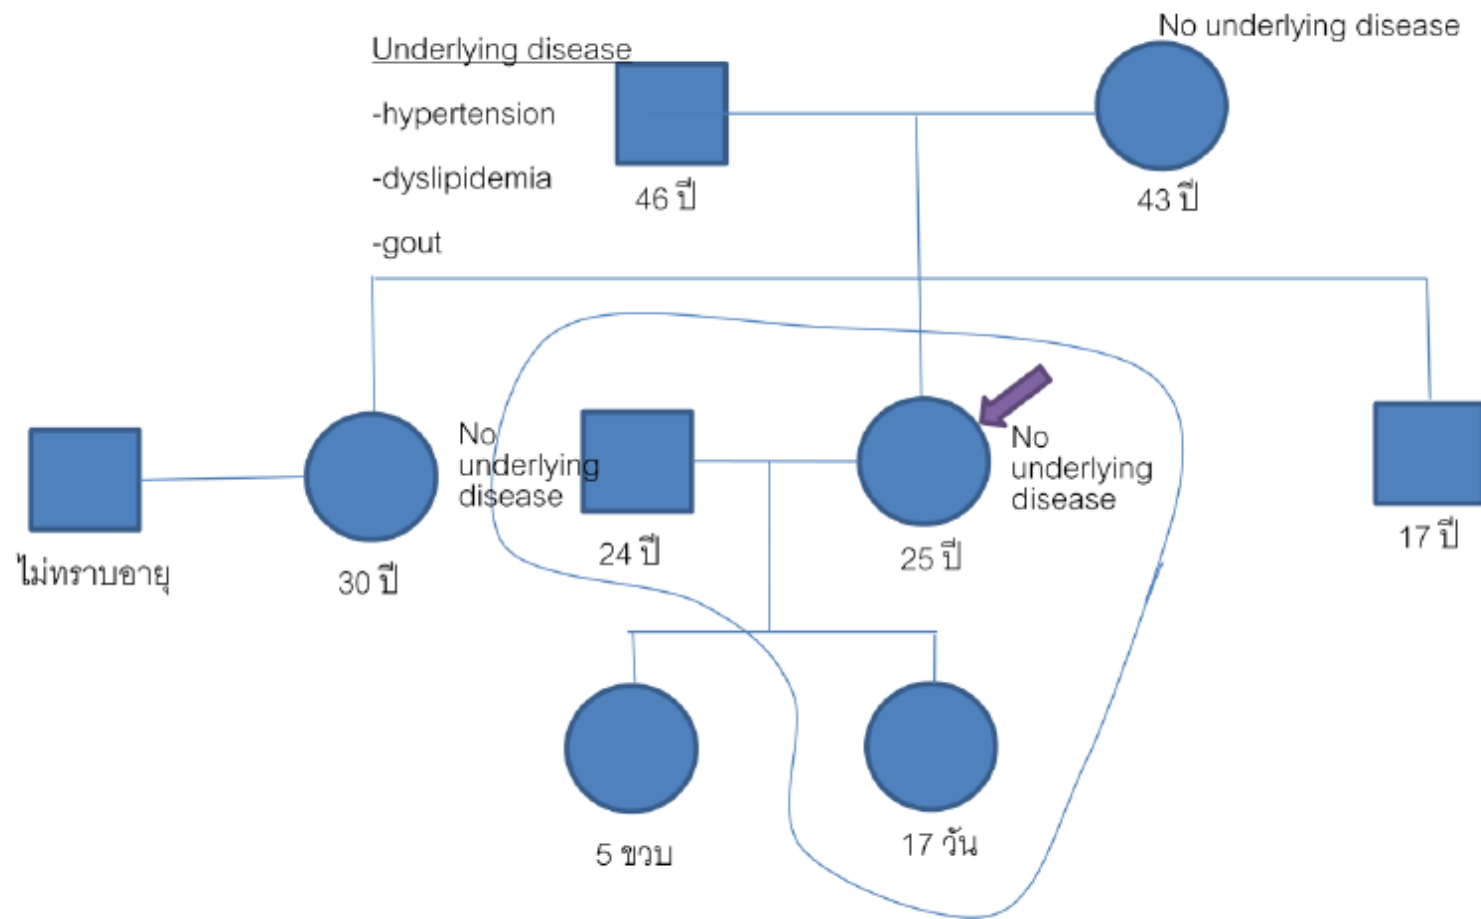 No underlying disease
Underlying disease
-hypertension
-dyslipidemia
-gout
46 ปี
43 ปี
No
underlying
disease
No
underlying
disease
ไม่ทราบอายุ
30 ปี
24 ปี
25 ปี
17 ปี
5 ขวบ
17 วัน